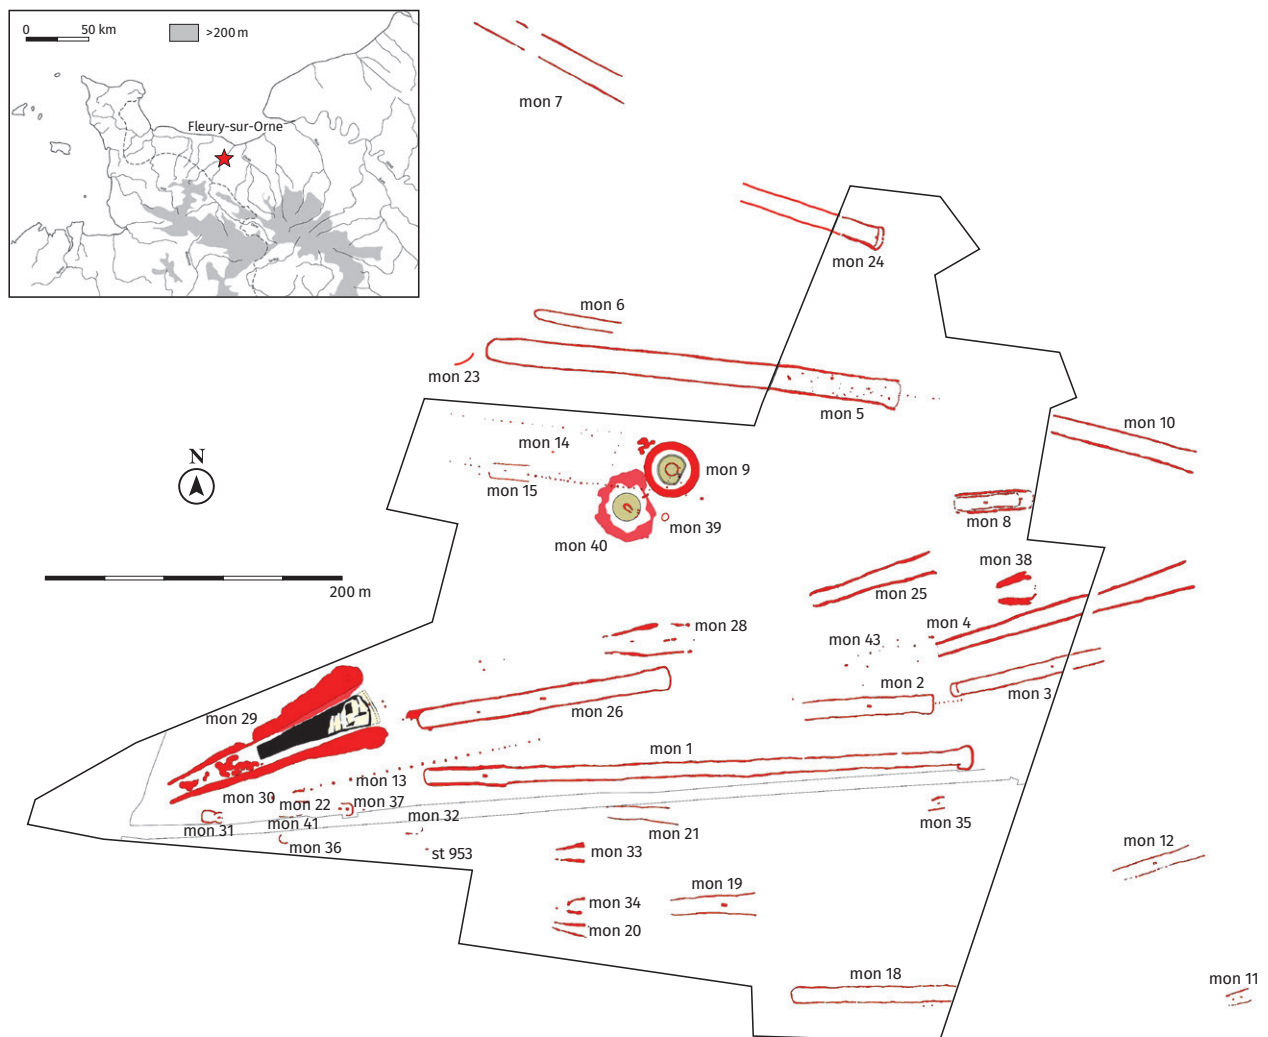 0 50 km >200 m
Fleury-sur-Orne
mon 7
mon 24
mon 6
mon 23
mon 5
mon 10
mon 14
N
mon 9
mon 15
mon 8
mon 39
mon 40
mon 38
200 m
mon 25
mon 4
mon 28
mon 43
mon 2
mon 3
mon 29
mon 26
mon 1
mon 13
mon 30
mon 22
mon 37
mon 32
mon 41
mon 31
mon 35
mon 21
mon 36
st 953
mon 33
mon 12
mon 19
mon 34
mon 20
mon 18
mon 11